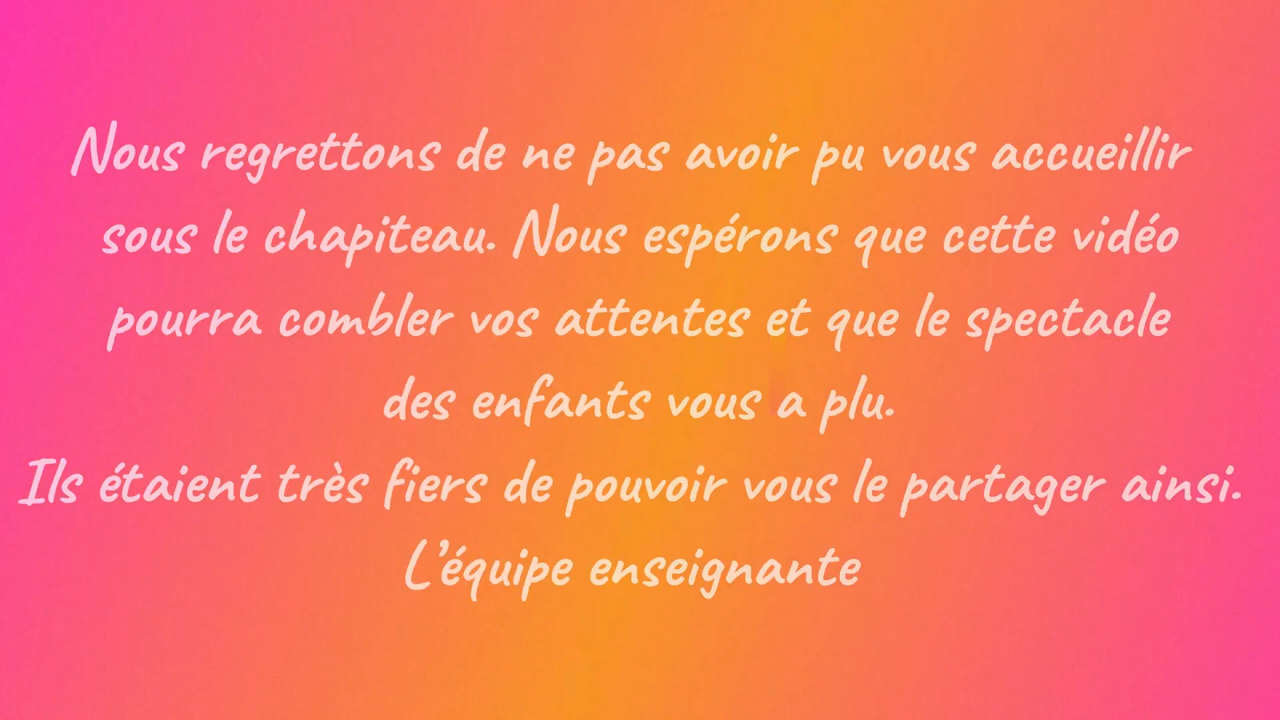 Nous regrettons de ne pas avoir pu vous accueillir
sous le chapiteau. Nous espérons que cette vidéo
pourra combler vos attentes et que le spectacle
des enfants vous a plu.
Ils étaient très fiers de pouvoir vous le partager ainsi.
L'équipe enseignante